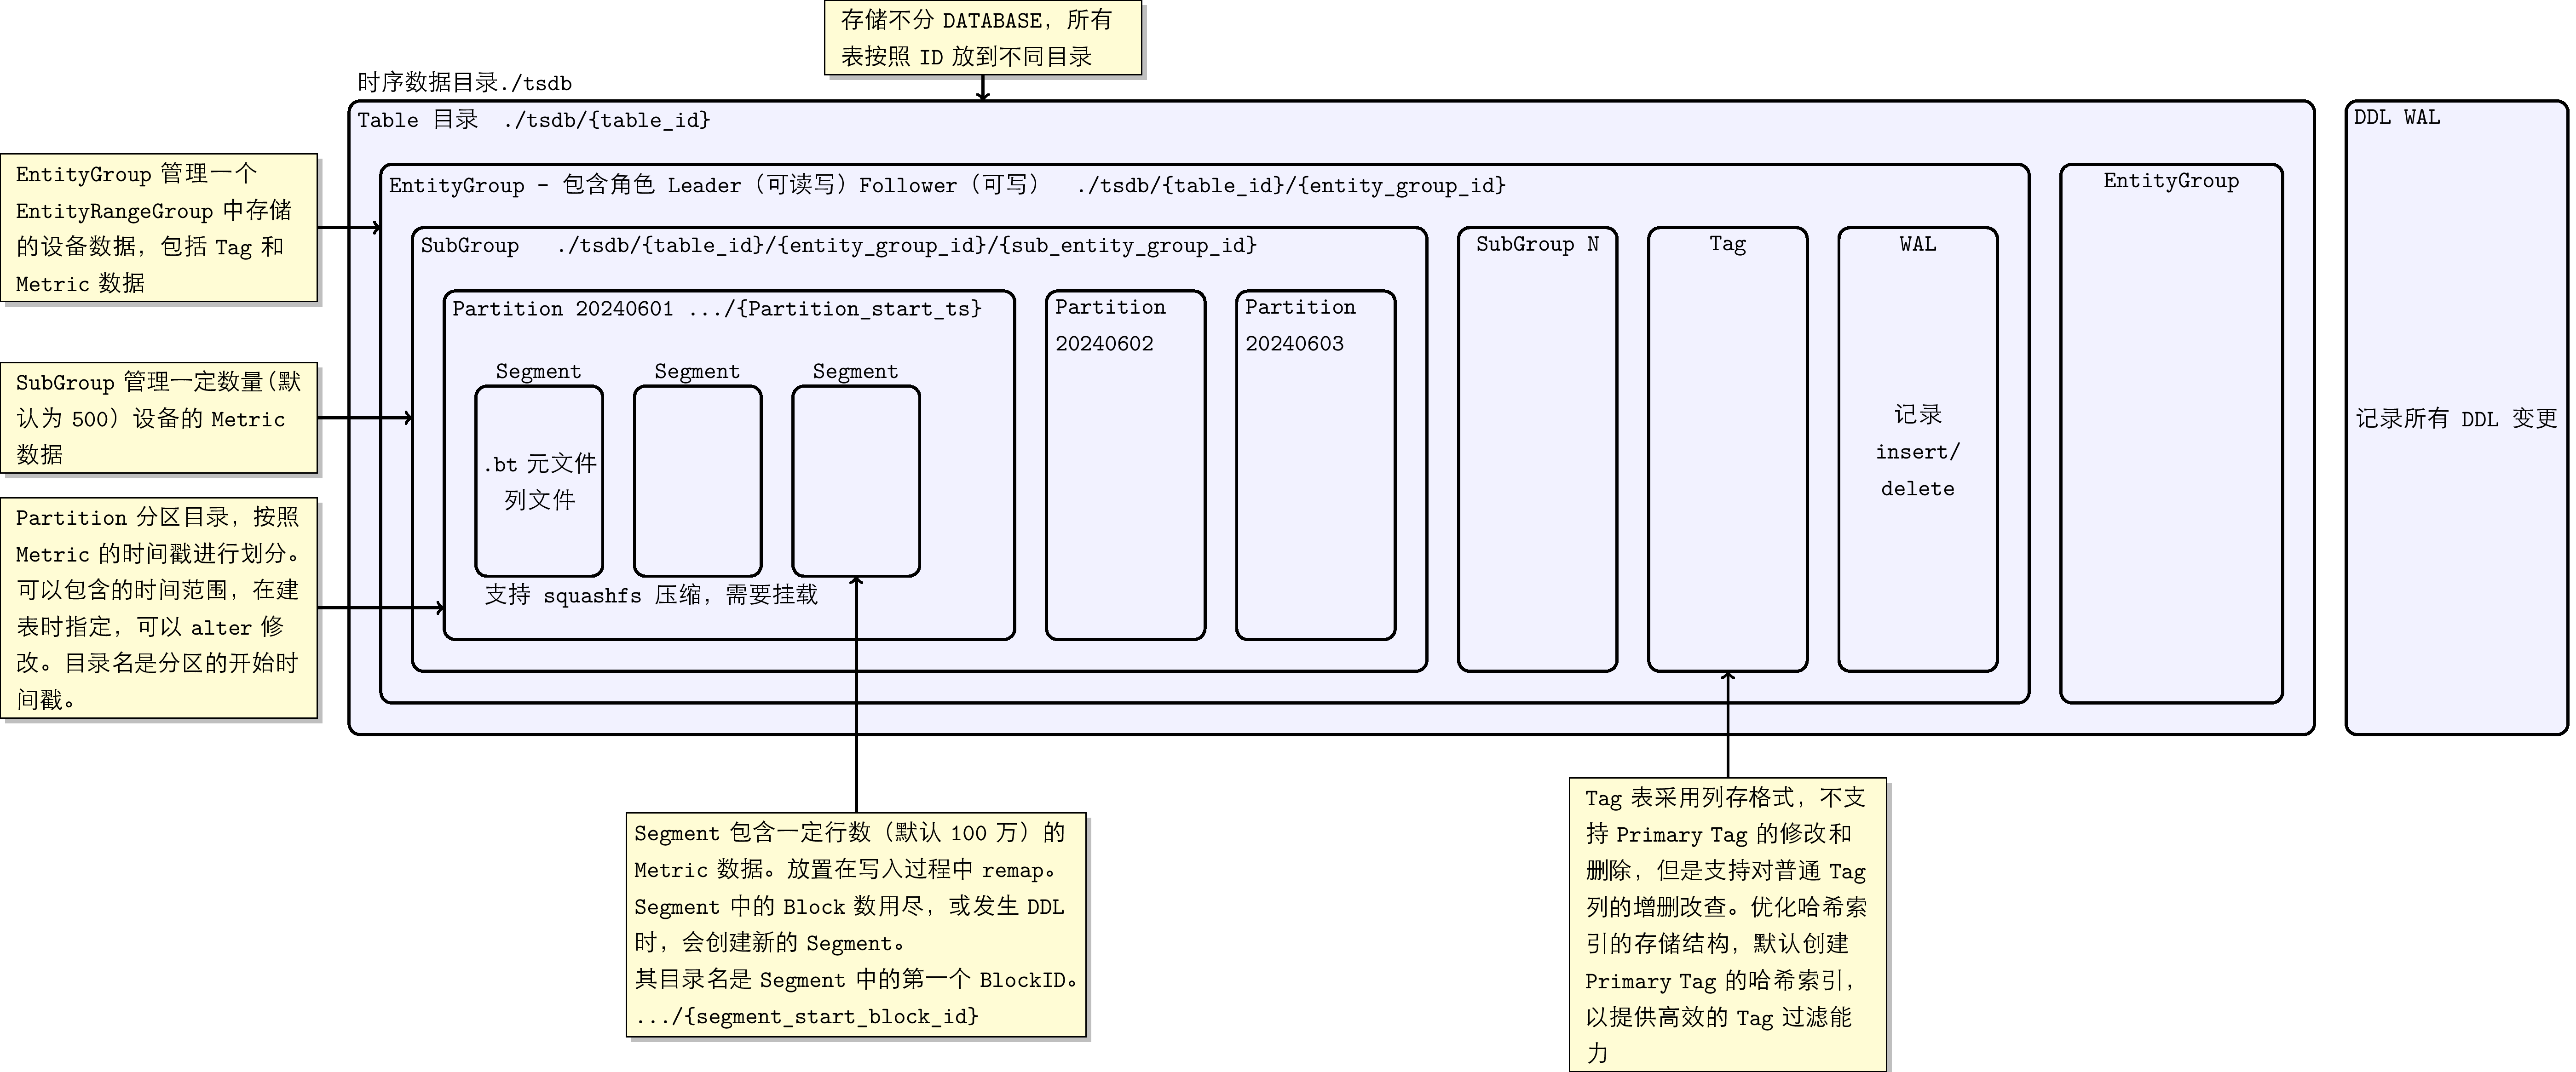 存储不分 DATABASE，所有
表按照 ID 放到不同目录
时序数据目录./tsdb
Table 目录  ./tsdb/{table_id}
DDL WAL
EntityGroup 管理一个
EntityRangeGroup 中存储
的设备数据，包括 Tag 和
Metric 数据
EntityGroup - 包含角色 Leader（可读写）Follower（可写）  ./tsdb/{table_id}/{entity_group_id}
EntityGroup
SubGroup   ./tsdb/{table_id}/{entity_group_id}/{sub_entity_group_id}
SubGroup N
Tag
WAL
Partition 20240601 .../{Partition_start_ts}
Partition
20240602
Partition
20240603
SubGroup 管理一定数量（默
认为 500）设备的 Metric
数据
Segment
Segment
Segment
.bt 元文件
列文件
记录
insert/
delete
记录所有 DDL 变更
Partition 分区目录，按照
Metric 的时间戳进行划分。
可以包含的时间范围，在建
表时指定，可以 alter 修
改。目录名是分区的开始时
间戳。
支持 squashfs 压缩，需要挂载
Segment 包含一定行数（默认 100 万）的
Metric 数据。放置在写入过程中 remap。
Segment 中的 Block 数用尽，或发生 DDL
时，会创建新的 Segment。
其目录名是 Segment 中的第一个 BlockID。
.../{segment_start_block_id}
Tag 表采用列存格式，不支
持 Primary Tag 的修改和
删除，但是支持对普通 Tag
列的增删改查。优化哈希索
引的存储结构，默认创建
Primary Tag 的哈希索引，
以提供高效的 Tag 过滤能
力